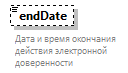 endDate
Дата и время окончания
действия электронной
доверенности